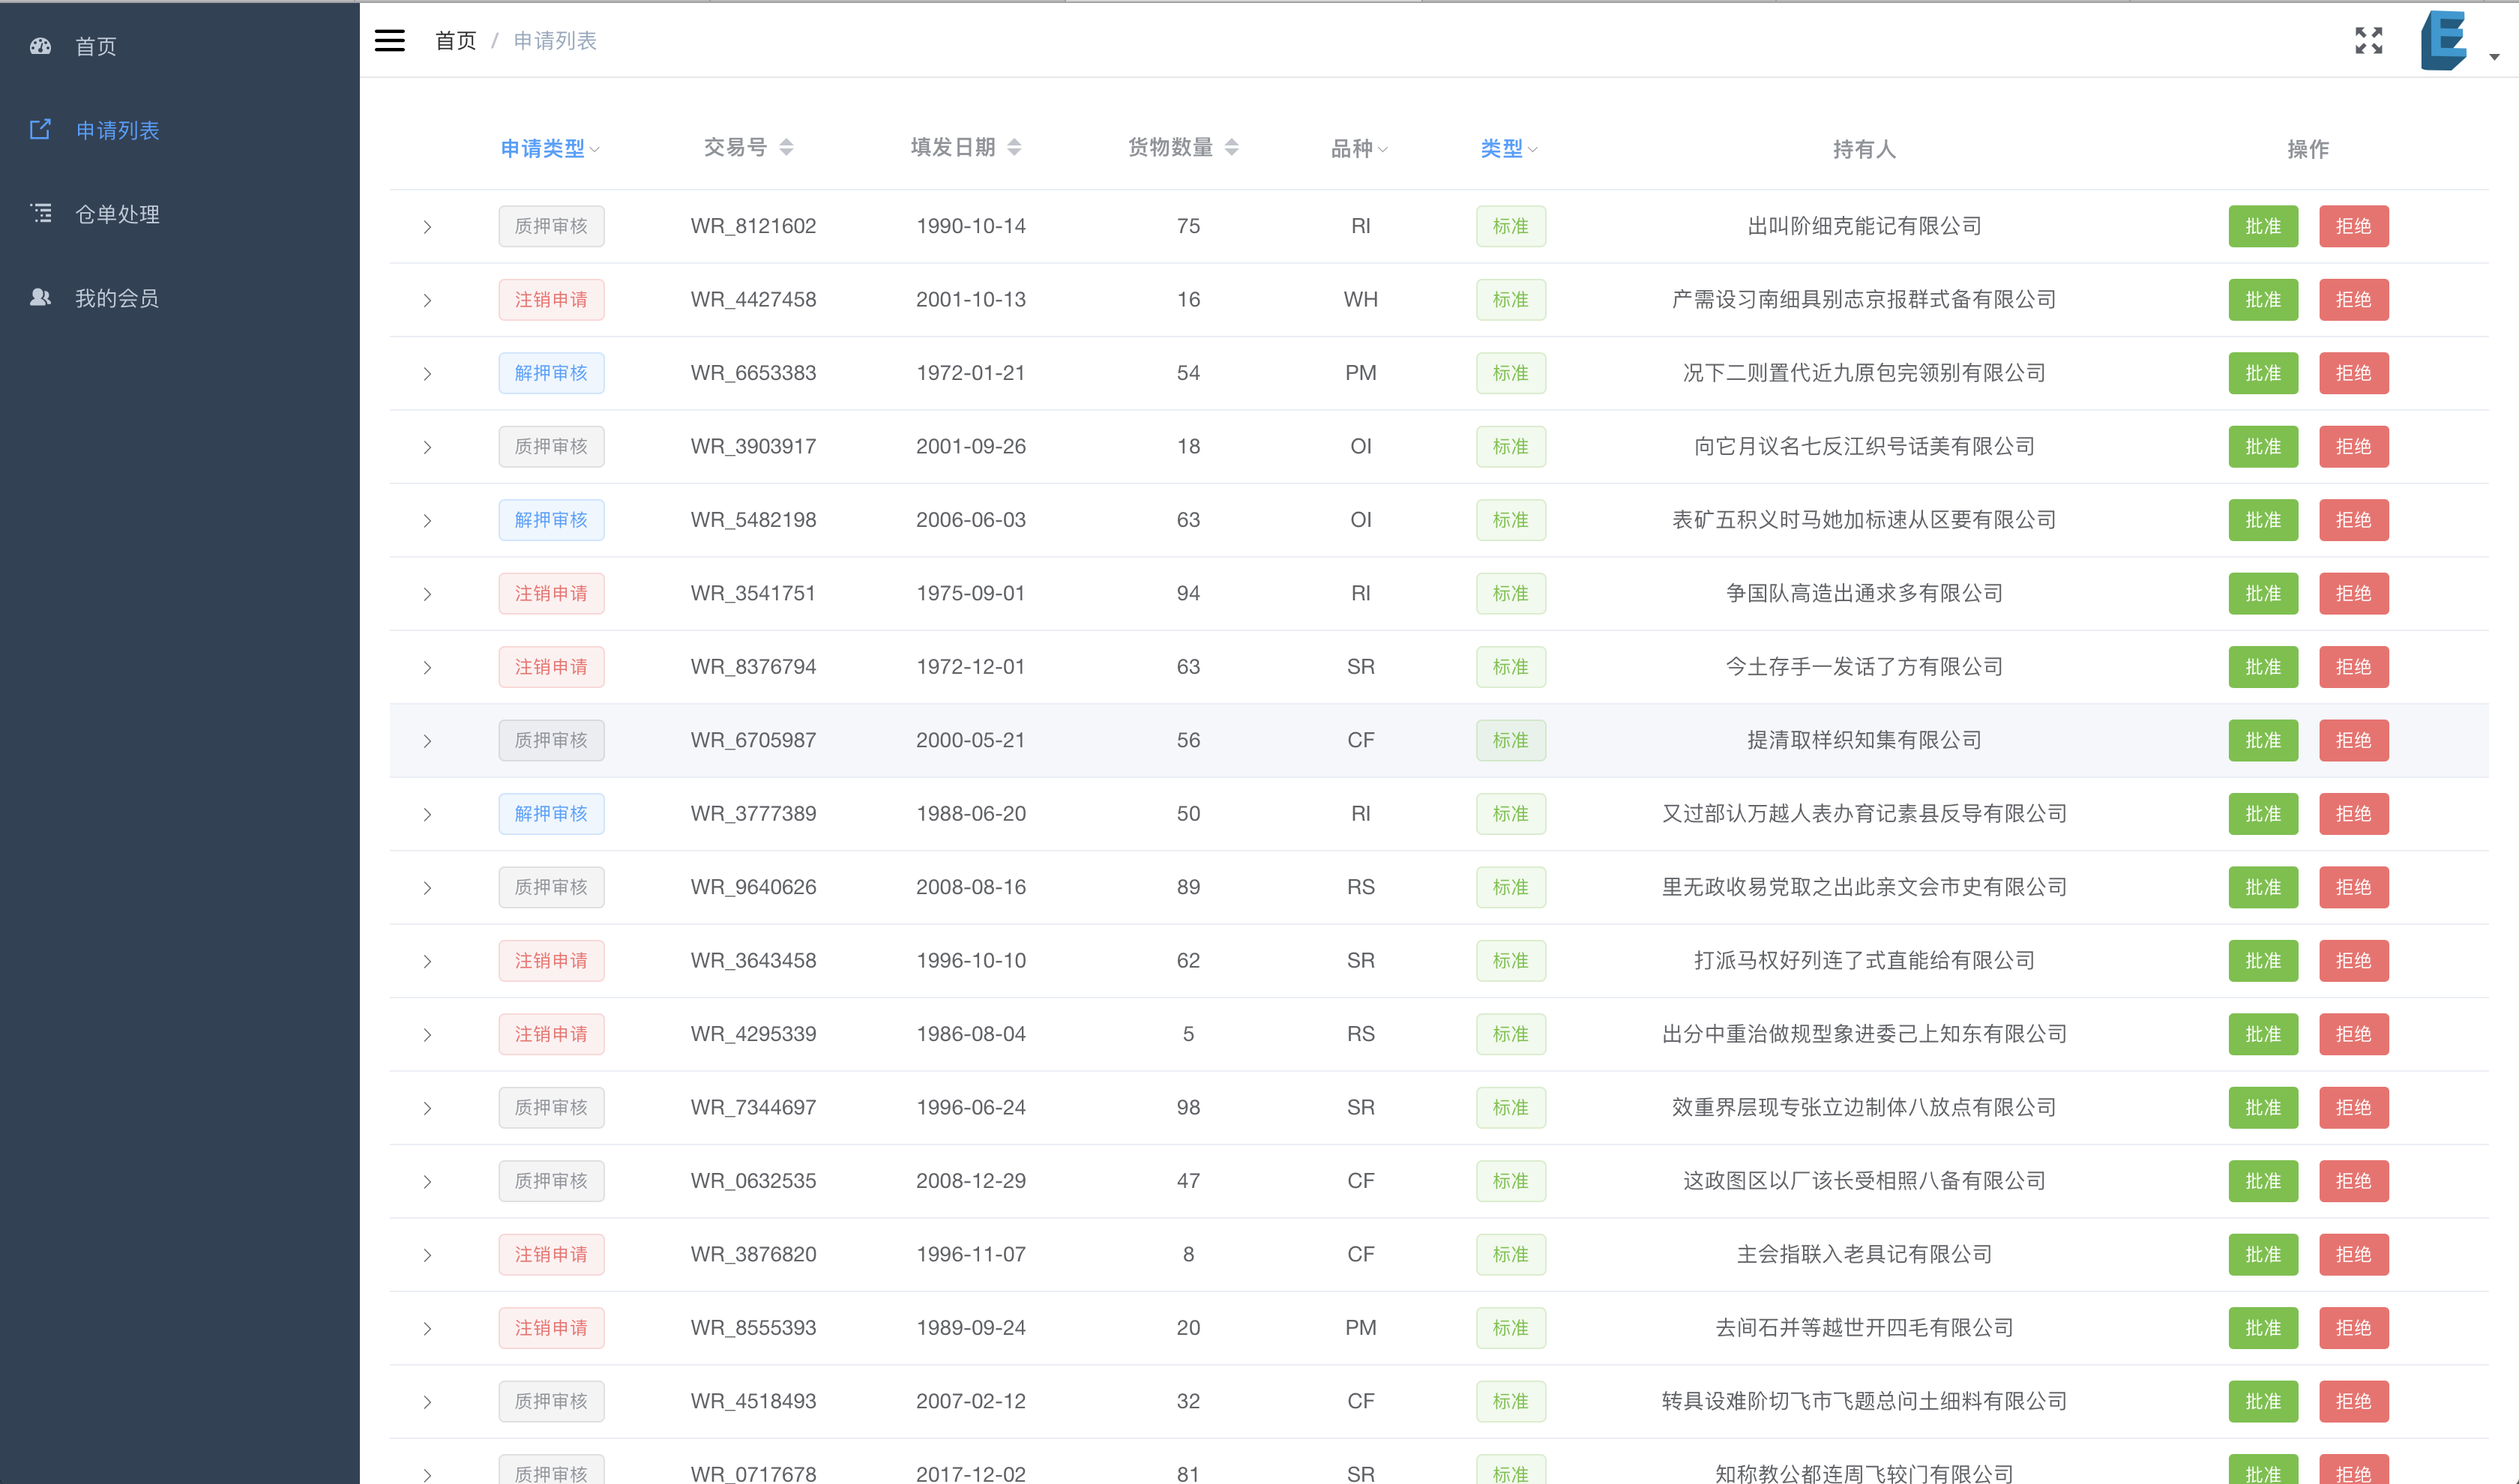 首页
申请列表
仓单处理
我的会员
首页 / 申请列表
E
申请类型 交易号 填发日期 货物数量 品种 类型 持有人 操作
质押审核 WR_8121602 1990-10-14 75 RI 标准 出叫阶细克能记有限公司 批准 拒绝
注销申请 WR_4427458 2001-10-13 16 WH 标准 产需设习南细具别志京报群式备有限公司 批准 拒绝
解押审核 WR_6653383 1972-01-21 54 PM 标准 况下二则置代近九原包完领别有限公司 批准 拒绝
质押审核 WR_3903917 2001-09-26 18 OI 标准 向它月议名七反江织号话美有限公司 批准 拒绝
解押审核 WR_5482198 2006-06-03 63 OI 标准 表矿五积义时马她加标速从区要有限公司 批准 拒绝
注销申请 WR_3541751 1975-09-01 94 RI 标准 争国队高造出通求多有限公司 批准 拒绝
注销申请 WR_8376794 1972-12-01 63 SR 标准 今土存手一发话了方有限公司 批准 拒绝
质押审核 WR_6705987 2000-05-21 56 CF 标准 提清取样织知集有限公司 批准 拒绝
解押审核 WR_3777389 1988-06-20 50 RI 标准 又过部认万越人表办育记素县反导有限公司 批准 拒绝
质押审核 WR_9640626 2008-08-16 89 RS 标准 里无政收易党取之出此亲文会市史有限公司 批准 拒绝
注销申请 WR_3643458 1996-10-10 62 SR 标准 打派马权好列连了式直能给有限公司 批准 拒绝
注销申请 WR_4295339 1986-08-04 5 RS 标准 出分中重治做规型象进委己上知东有限公司 批准 拒绝
质押审核 WR_7344697 1996-06-24 98 SR 标准 效重界层现专张立边制体八放点有限公司 批准 拒绝
质押审核 WR_0632535 2008-12-29 47 CF 标准 这政图区以厂该长受相照八备有限公司 批准 拒绝
注销申请 WR_3876820 1996-11-07 8 CF 标准 主会指联入老具记有限公司 批准 拒绝
注销申请 WR_8555393 1989-09-24 20 PM 标准 去间石并等越世开四毛有限公司 批准 拒绝
质押审核 WR_4518493 2007-02-12 32 CF 标准 转具设难阶切飞市飞题总问土细料有限公司 批准 拒绝
质押审核 WR_0717678 2017-12-02 81 SR 标准 知称教公都连周飞较门有限公司 批准 拒绝